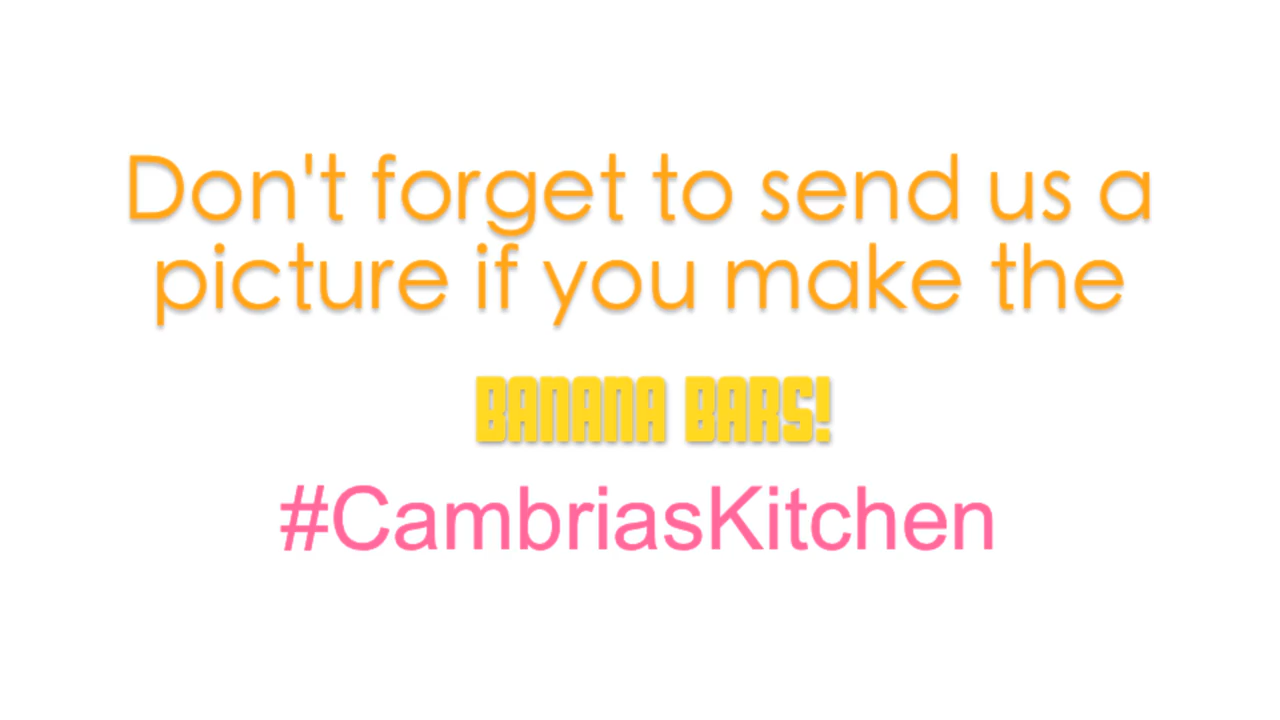 Don't forget to send us a
picture if you make the
BANANA BARS!
#CambriasKitchen